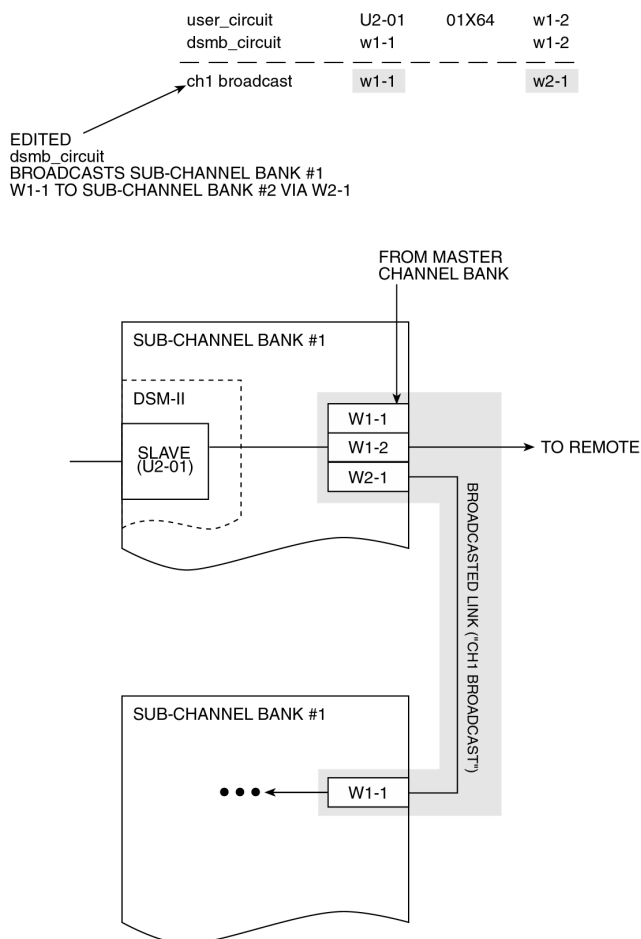 user_circuit U2-01 01X64 w1-2
dsmb_circuit w1-1 w1-2
ch1 broadcast w1-1 w2-1
EDITED
dsmb_circuit
BROADCASTS SUB-CHANNEL BANK #1
W1-1 TO SUB-CHANNEL BANK #2 VIA W2-1
FROM MASTER
CHANNEL BANK
SUB-CHANNEL BANK #1
DSM-II
SLAVE
(U2-01)
W1-1
W1-2
W2-1
TO REMOTE
BROADCASTED LINK ("CH1 BROADCAST")
SUB-CHANNEL BANK #1
W1-1